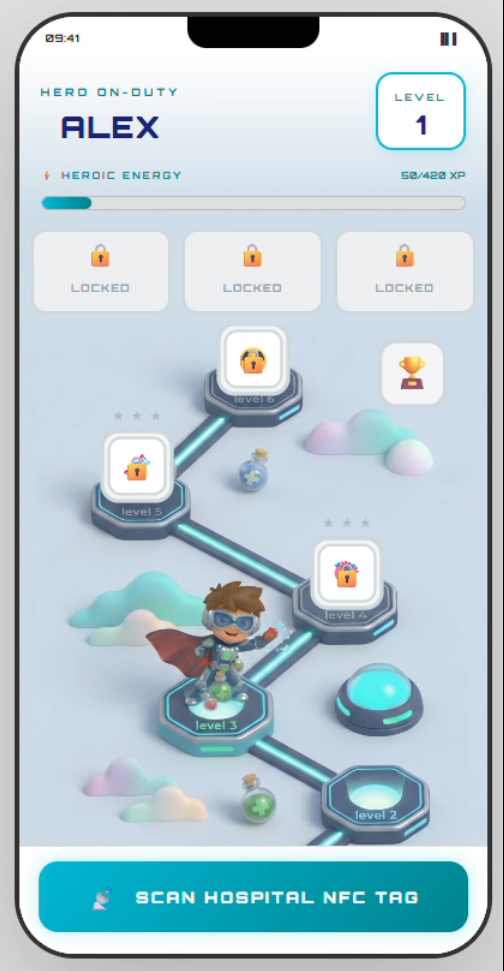 09:41
HERO ON-DUTY
ALEX
LEVEL
1
HEROIC ENERGY
50/420 XP
LOCKED
LOCKED
LOCKED
level 6
level 5
level 4
level 3
level 2
SCAN HOSPITAL NFC TAG